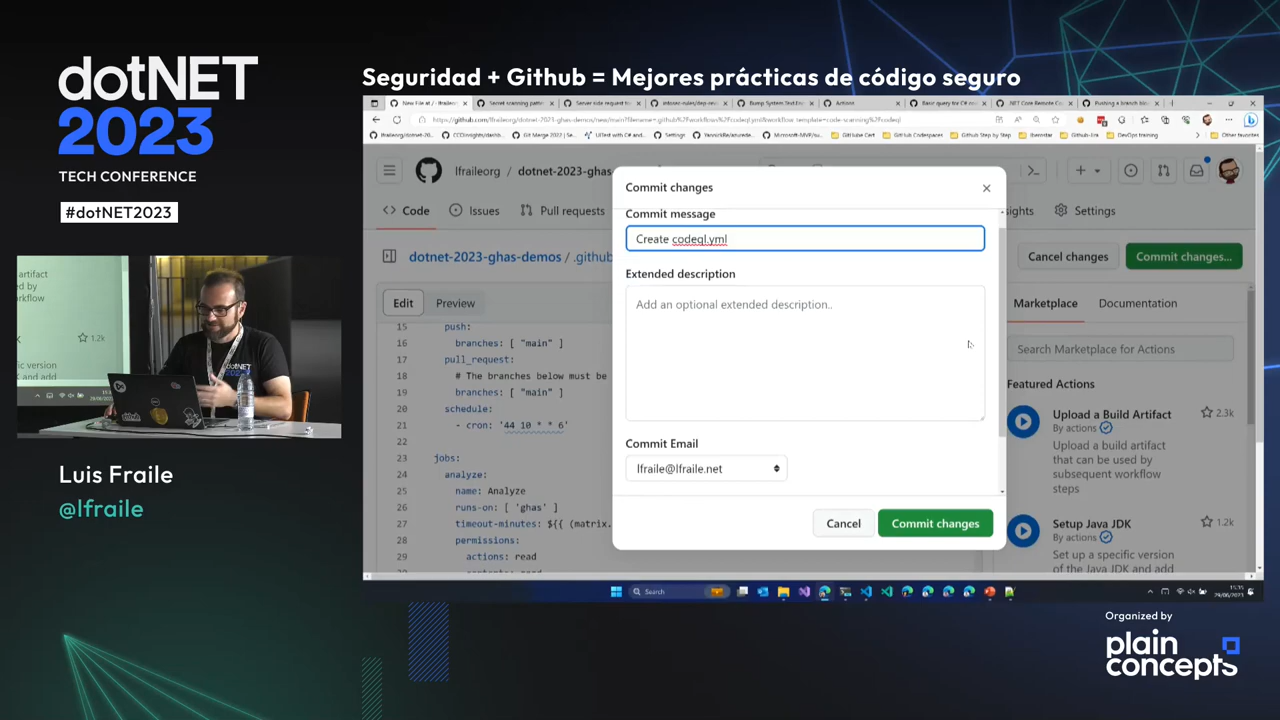 dotNET
2023
TECH CONFERENCE
#dotNET2023
Luis Fraile
@lfraile
Seguridad + Github = Mejores prácticas de código seguro
lfraileorg / dotnet-2023-ghas
Code
Issues
Pull requests
Settings
dotnet-2023-ghas-demos / .github
Cancel changes
Commit changes...
Edit
Preview
15 push:
16 branches: [ "main" ]
17 pull_request:
18 # The branches below must be
19 branches: [ "main" ]
20 schedule:
21 - cron: '44 10 * * 6'
22
23 jobs:
24 analyze:
25 name: Analyze
26 runs-on: [ 'ghas' ]
27 timeout-minutes: ${{ (matrix.
28 permissions:
29 actions: read
Commit changes
Commit message
Create codeql.yml
Extended description
Add an optional extended description..
Commit Email
lfraile@lfraile.net
Cancel
Commit changes
Marketplace
Documentation
Search Marketplace for Actions
Featured Actions
Upload a Build Artifact
2.3k
By actions
Upload a build artifact
that can be used by
subsequent workflow
steps
Setup Java JDK
1.2k
By actions
Set up a specific version
of the Java JDK and add
Search
15:35
29/06/2023
Organized by
plain
concepts